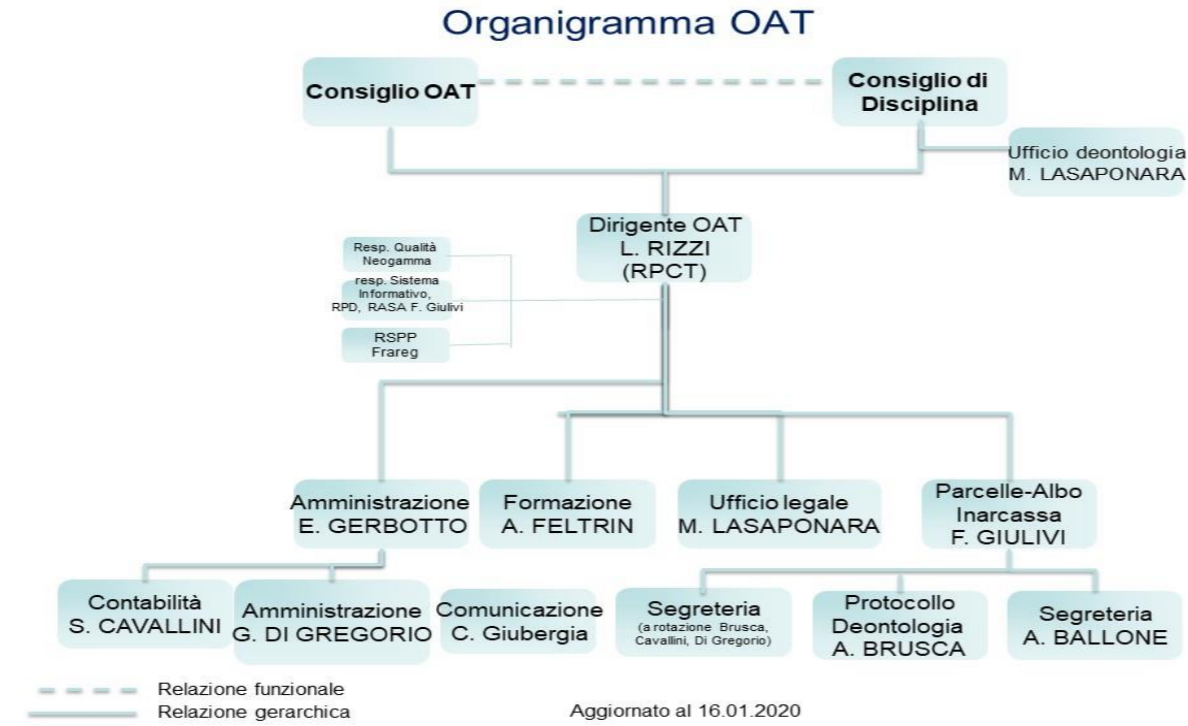 Organigramma OAT
Consiglio OAT
Consiglio di
Disciplina
Ufficio deontologia
M. LASAPONARA
Dirigente OAT
L. RIZZI
(RPCT)
Resp. Qualità
Neogamma
resp. Sistema
Informativo,
RPD, RASA F. Giulivi
RSPP
Frareg
Amministrazione
E. GERBOTTO
Formazione
A. FELTRIN
Ufficio legale
M. LASAPONARA
Parcelle-Albo
Inarcassa
F. GIULIVI
Contabilità
S. CAVALLINI
Amministrazione
G. DI GREGORIO
Comunicazione
C. Giubergia
Segreteria
(a rotazione Brusca,
Cavallini, Di Gregorio)
Protocollo
Deontologia
A. BRUSCA
Segreteria
A. BALLONE
Relazione funzionale
Relazione gerarchica
Aggiornato al 16.01.2020